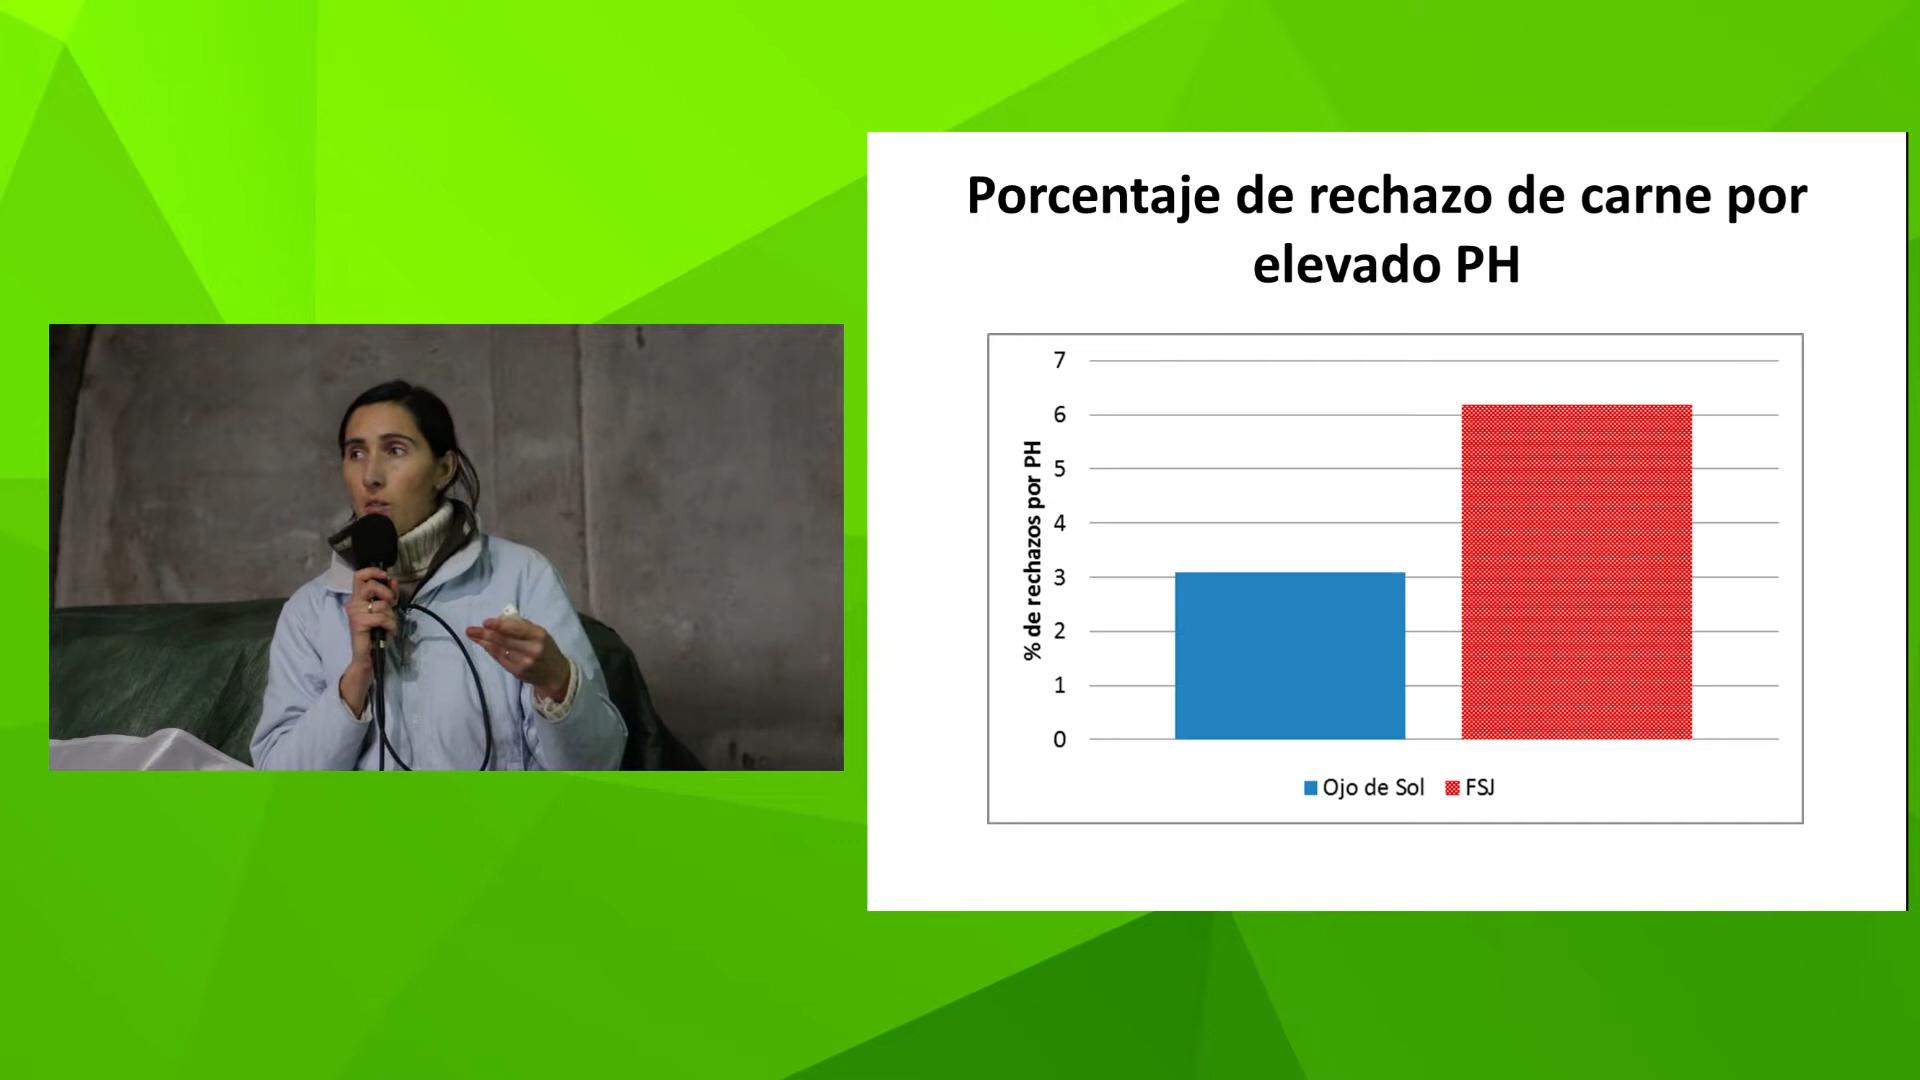 Porcentaje de rechazo de carne por
elevado PH
% de rechazos por PH
7
6
5
4
3
2
1
0
Ojo de Sol
FSJ